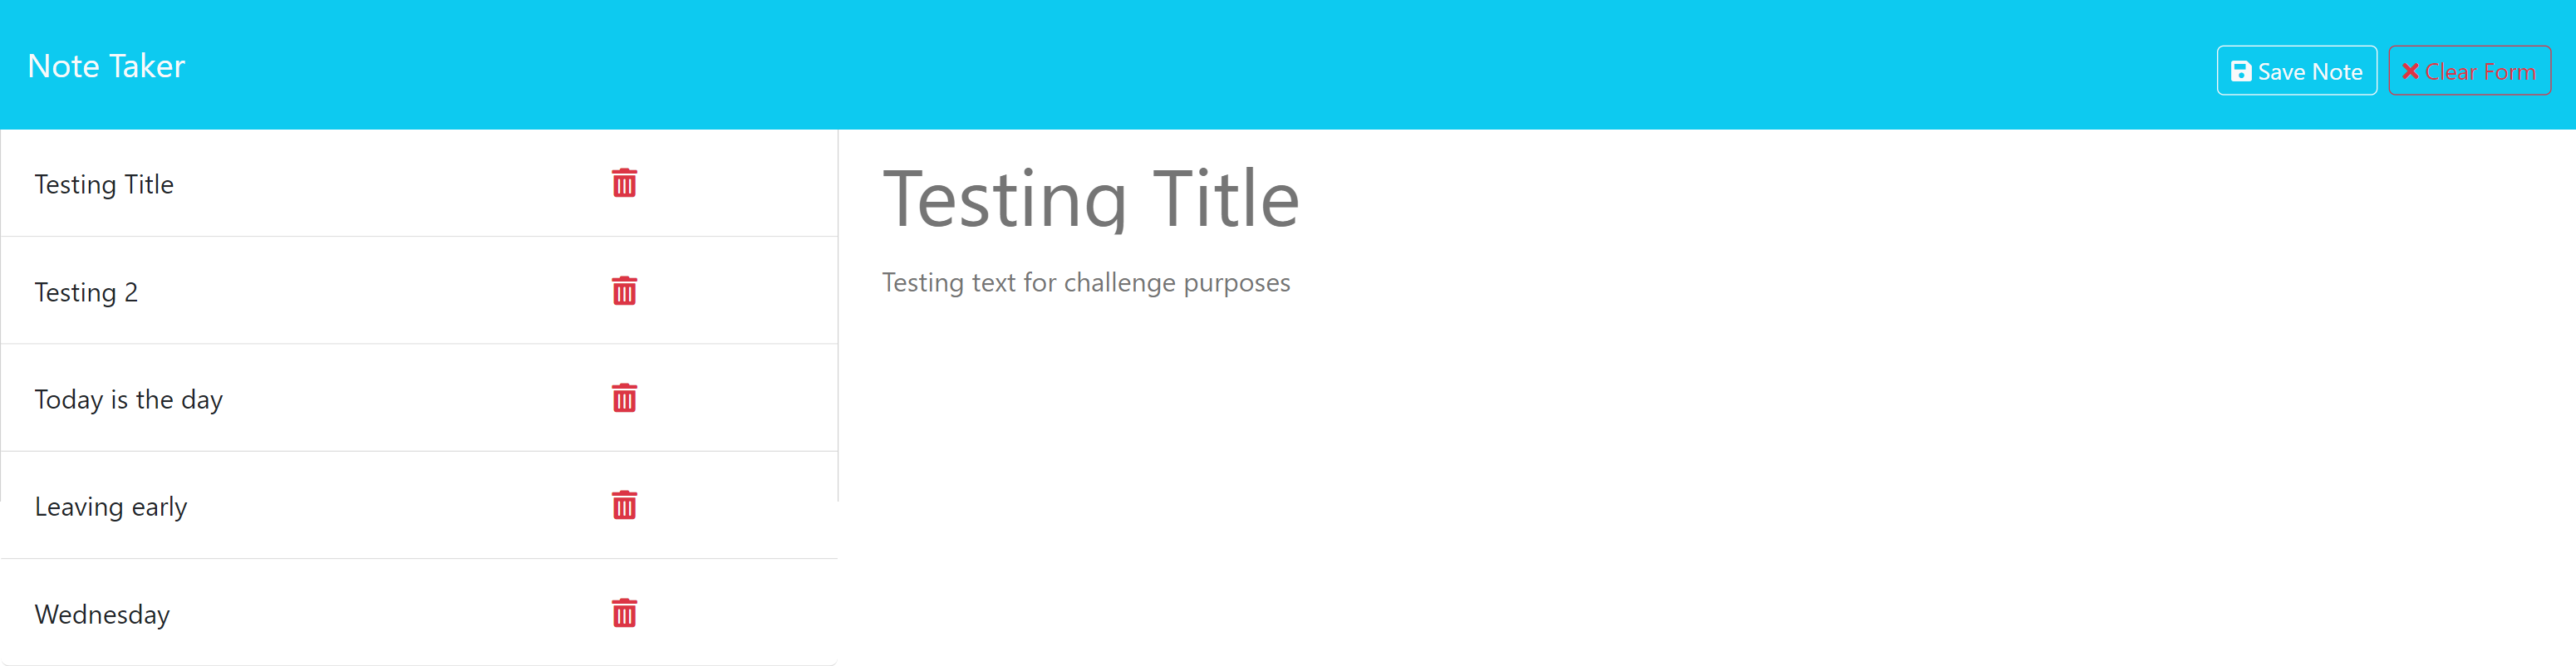 Note Taker
Save Note
Clear Form
Testing Title
Testing 2
Today is the day
Leaving early
Wednesday
Testing Title
Testing text for challenge purposes